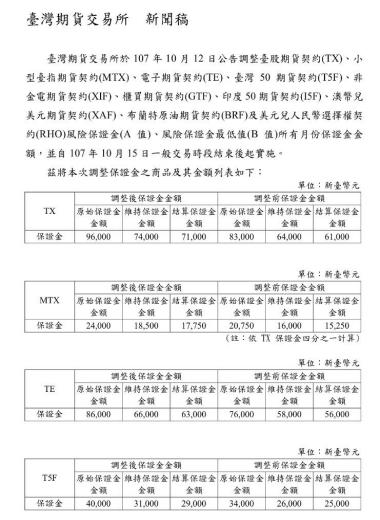 臺灣期貨交易所 新聞稿
臺灣期貨交易所於 107 年 10 月 12 日公告調整臺股期貨契約(TX)、小
型臺指期貨契約(MTX)、電子期貨契約(TE)、臺灣 50 期貨契約(T5F)、非
金電期貨契約(XIF)、櫃買期貨契約(GTF)、印度 50 期貨契約(I5F)、澳幣兌
美元期貨契約(XAF)、布蘭特原油期貨契約(BRF)及美元兌人民幣選擇權契
約(RHO)風險保證金(A 值)、風險保證金最低值(B 值)所有月份保證金金
額，並自 107 年 10 月 15 日一般交易時段結束後起實施。
茲將本次調整保證金之商品及其金額列表如下：
單位：新臺幣元
TX 調整後保證金金額 調整前保證金金額
原始保證金金額 維持保證金金額 結算保證金金額 原始保證金金額 維持保證金金額 結算保證金金額
保證金 96,000 74,000 71,000 83,000 64,000 61,000
單位：新臺幣元
MTX 調整後保證金金額 調整前保證金金額
原始保證金金額 維持保證金金額 結算保證金金額 原始保證金金額 維持保證金金額 結算保證金金額
保證金 24,000 18,500 17,750 20,750 16,000 15,250
(註：依 TX 保證金四分之一計算)
單位：新臺幣元
TE 調整後保證金金額 調整前保證金金額
原始保證金金額 維持保證金金額 結算保證金金額 原始保證金金額 維持保證金金額 結算保證金金額
保證金 86,000 66,000 63,000 76,000 58,000 56,000
單位：新臺幣元
T5F 調整後保證金金額 調整前保證金金額
原始保證金金額 維持保證金金額 結算保證金金額 原始保證金金額 維持保證金金額 結算保證金金額
保證金 40,000 31,000 29,000 34,000 26,000 25,000